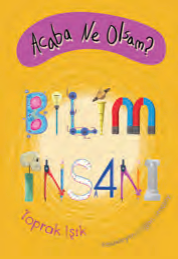 Acaba Ne Olsam?
BİLİM
İNSANI
Toprak Işık